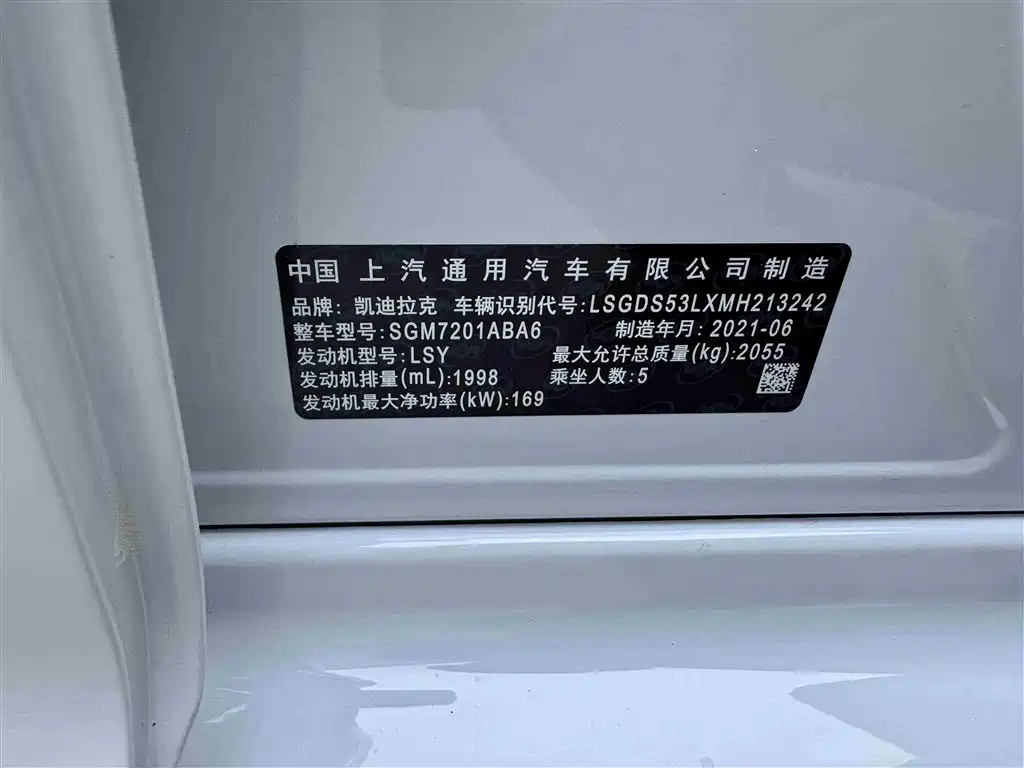 中国 上汽通用汽车有限公司制造
品牌: 凯迪拉克 车辆识别代号:LSGDS53LXMH213242
整车型号:SGM7201ABA6 制造年月: 2021-06
发动机型号:LSY 最大允许总质量(kg):2055
发动机排量(mL):1998 乘坐人数:5
发动机最大净功率(kW):169